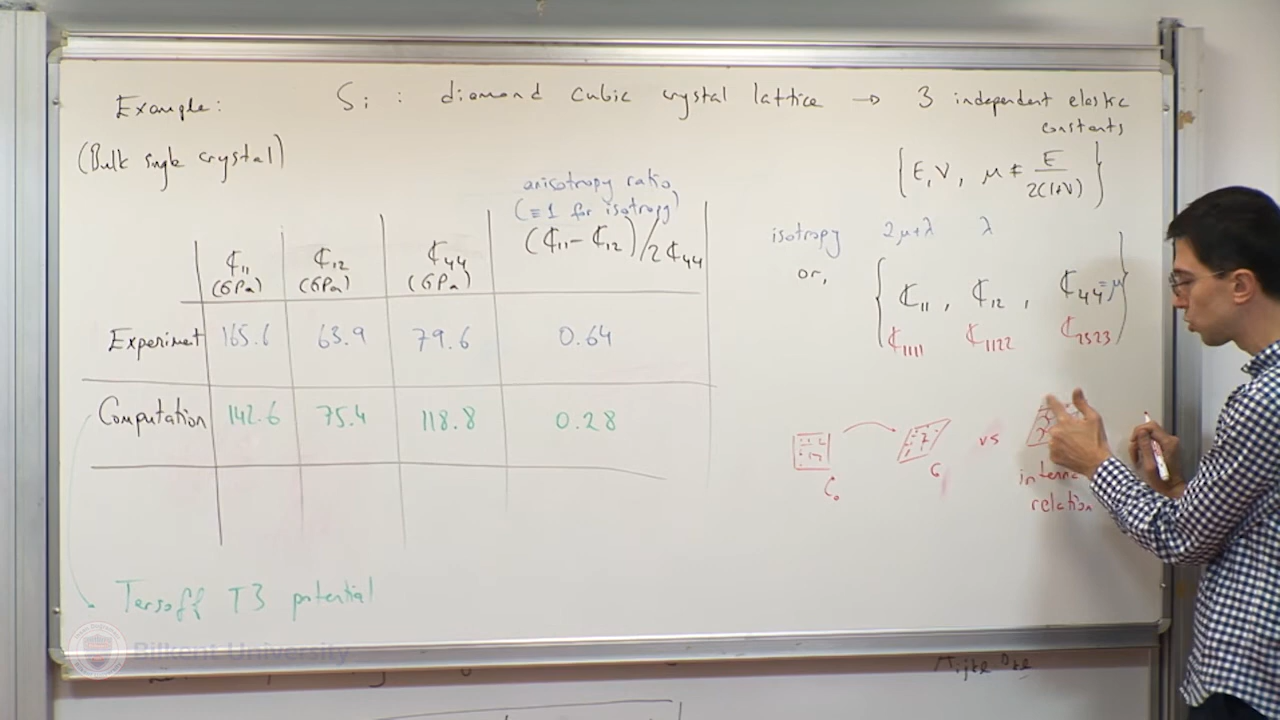 Example: Si : diamond cubic crystal lattice → 3 independent elastic constants
(Bulk single crystal)
{E, ν, μ ≠ E/2(1+ν)}
anisotropy ratio
(≡ 1 for isotropy)
ℂ11 (GPa) ℂ12 (GPa) ℂ44 (GPa) (ℂ11 − ℂ12)/2ℂ44
Experiment 165.6 63.9 79.6 0.64
Computation 142.6 75.4 118.8 0.28
Tersoff T3 potential
isotropy 2μ+λ λ
or, {ℂ11, ℂ12, ℂ44=μ}
ℂ1111 ℂ1122 ℂ2323
vs
C₀
relation
Bilkent University